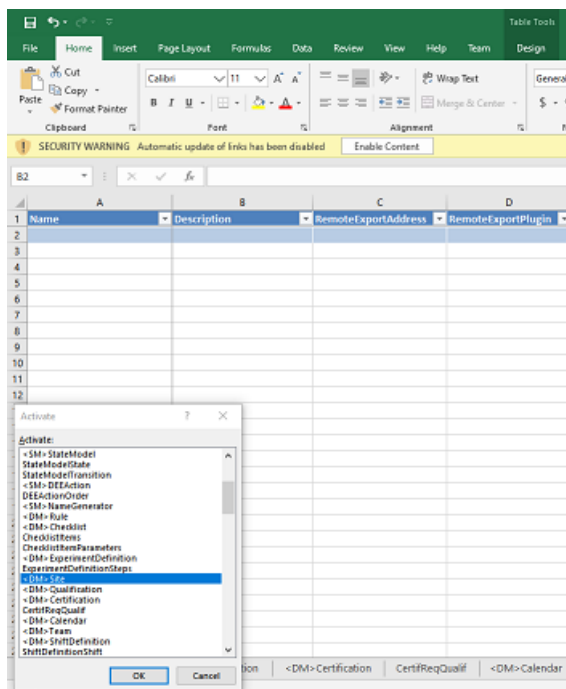 Table Tools
File Home Insert Page Layout Formulas Data Review View Help Team Design
Paste
Cut
Copy
Format Painter
Clipboard
Calibri 11 A A
B I U A
Font
Wrap Text
Merge & Center
Alignment
General
$
SECURITY WARNING Automatic update of links has been disabled Enable Content
B2 fx
A B C D
1 Name Description RemoteExportAddress RemoteExportPlugin
2
3
4
5
6
7
8
9
10
11
12
Activate ? ×
Activate:
<SM>StateModel
StateModelState
StateModelTransition
<SM>DEEAction
DEEActionOrder
<SM>NameGenerator
<DM>Rule
<DM>Checklist
ChecklistItems
ChecklistItemParameters
<DM>ExperimentDefinition
ExperimentDefinitionSteps
<DM>Site
<DM>Qualification
<DM>Certification
CertifReqQualif
<DM>Calendar
<DM>Team
<DM>ShiftDefinition
ShiftDefinitionShift
OK Cancel
tion <DM>Certification CertifReqQualif <DM>Calendar